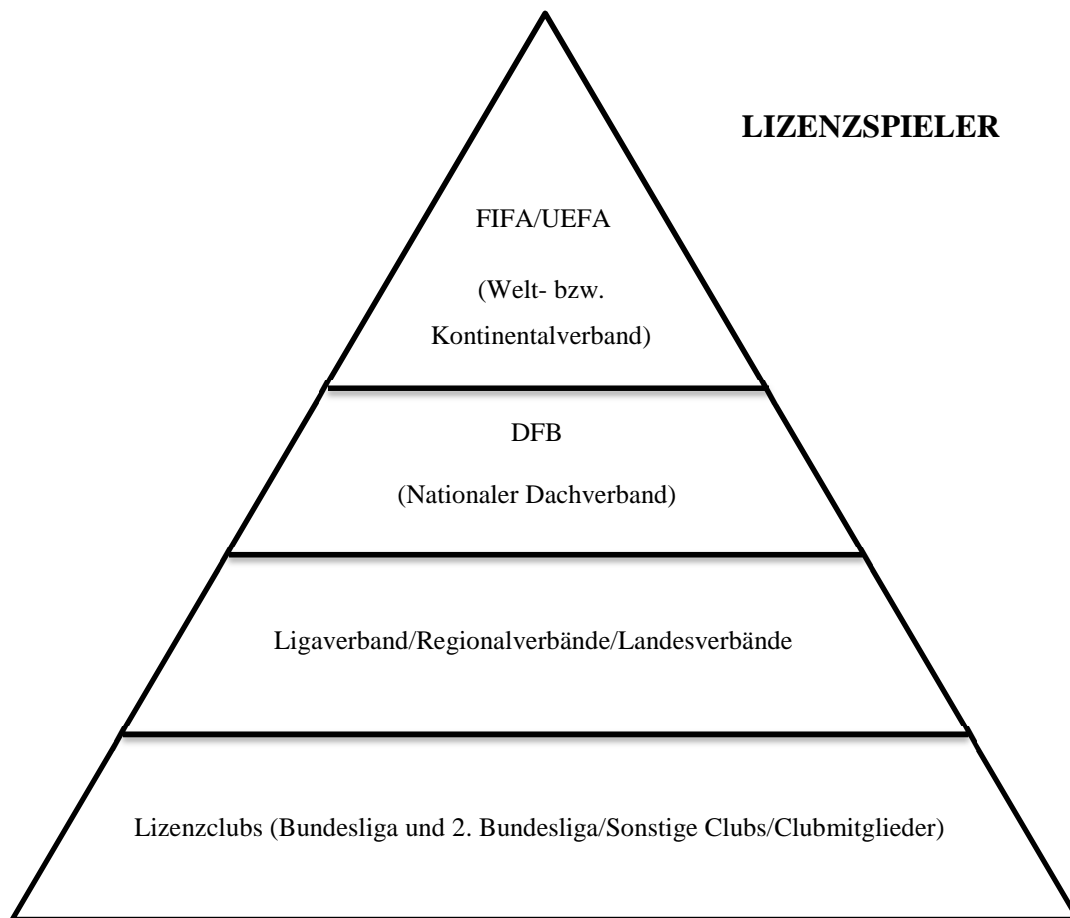 LIZENZSPIELER
FIFA/UEFA
(Welt- bzw.
Kontinentalverband)
DFB
(Nationaler Dachverband)
Ligaverband/Regionalverbände/Landesverbände
Lizenzclubs (Bundesliga und 2. Bundesliga/Sonstige Clubs/Clubmitglieder)